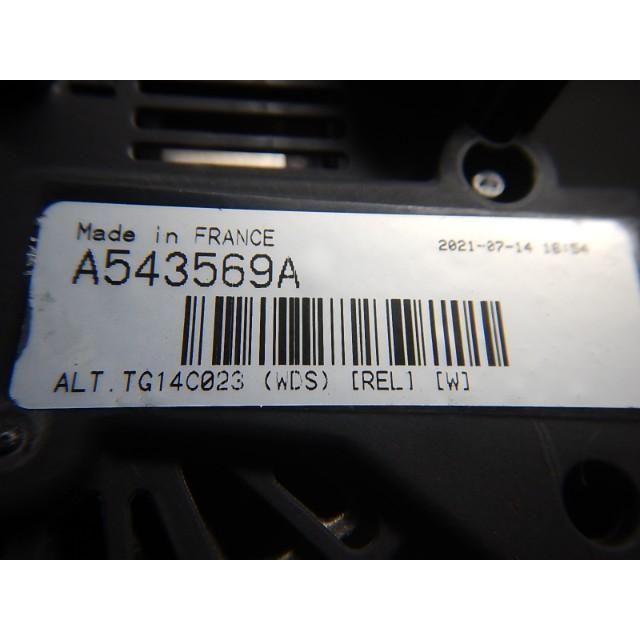 Made in FRANCE
2021-07-14 16:54
A543569A
ALT.TG14C023 (WDS) [REL] [W]